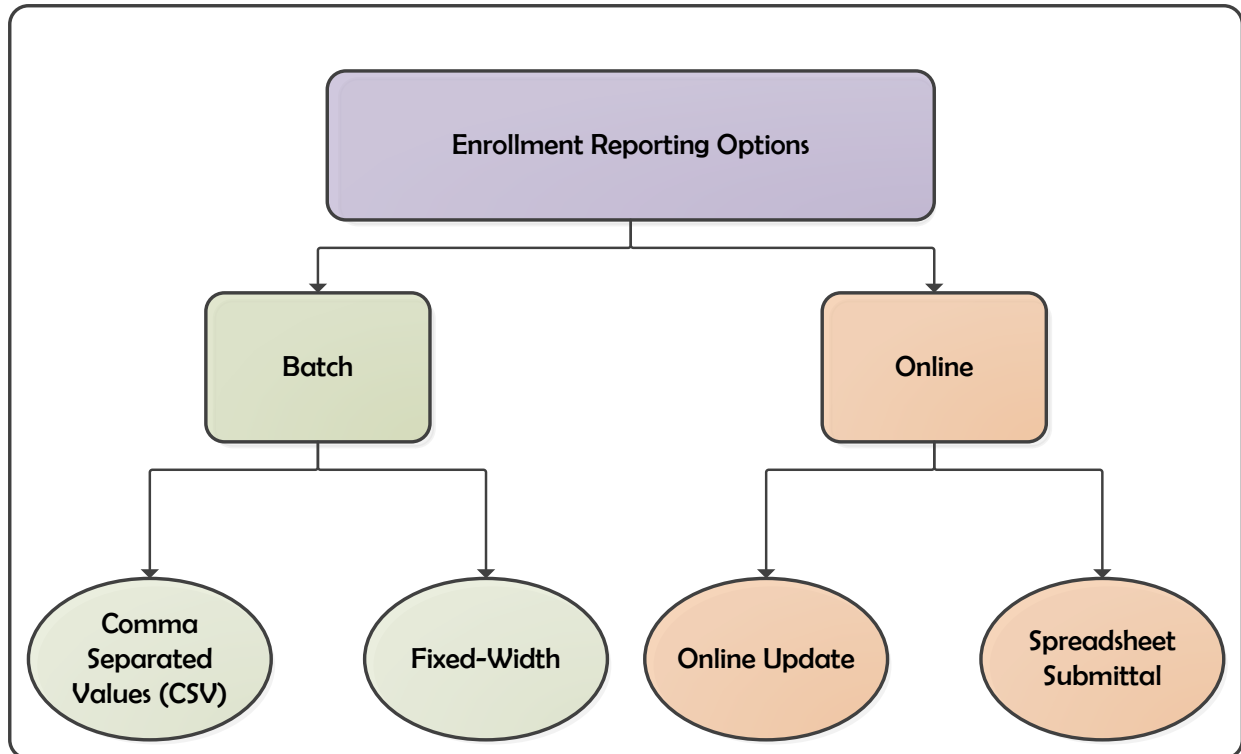 Enrollment Reporting Options
Batch
Online
Comma
Separated
Values (CSV)
Fixed-Width
Online Update
Spreadsheet
Submittal